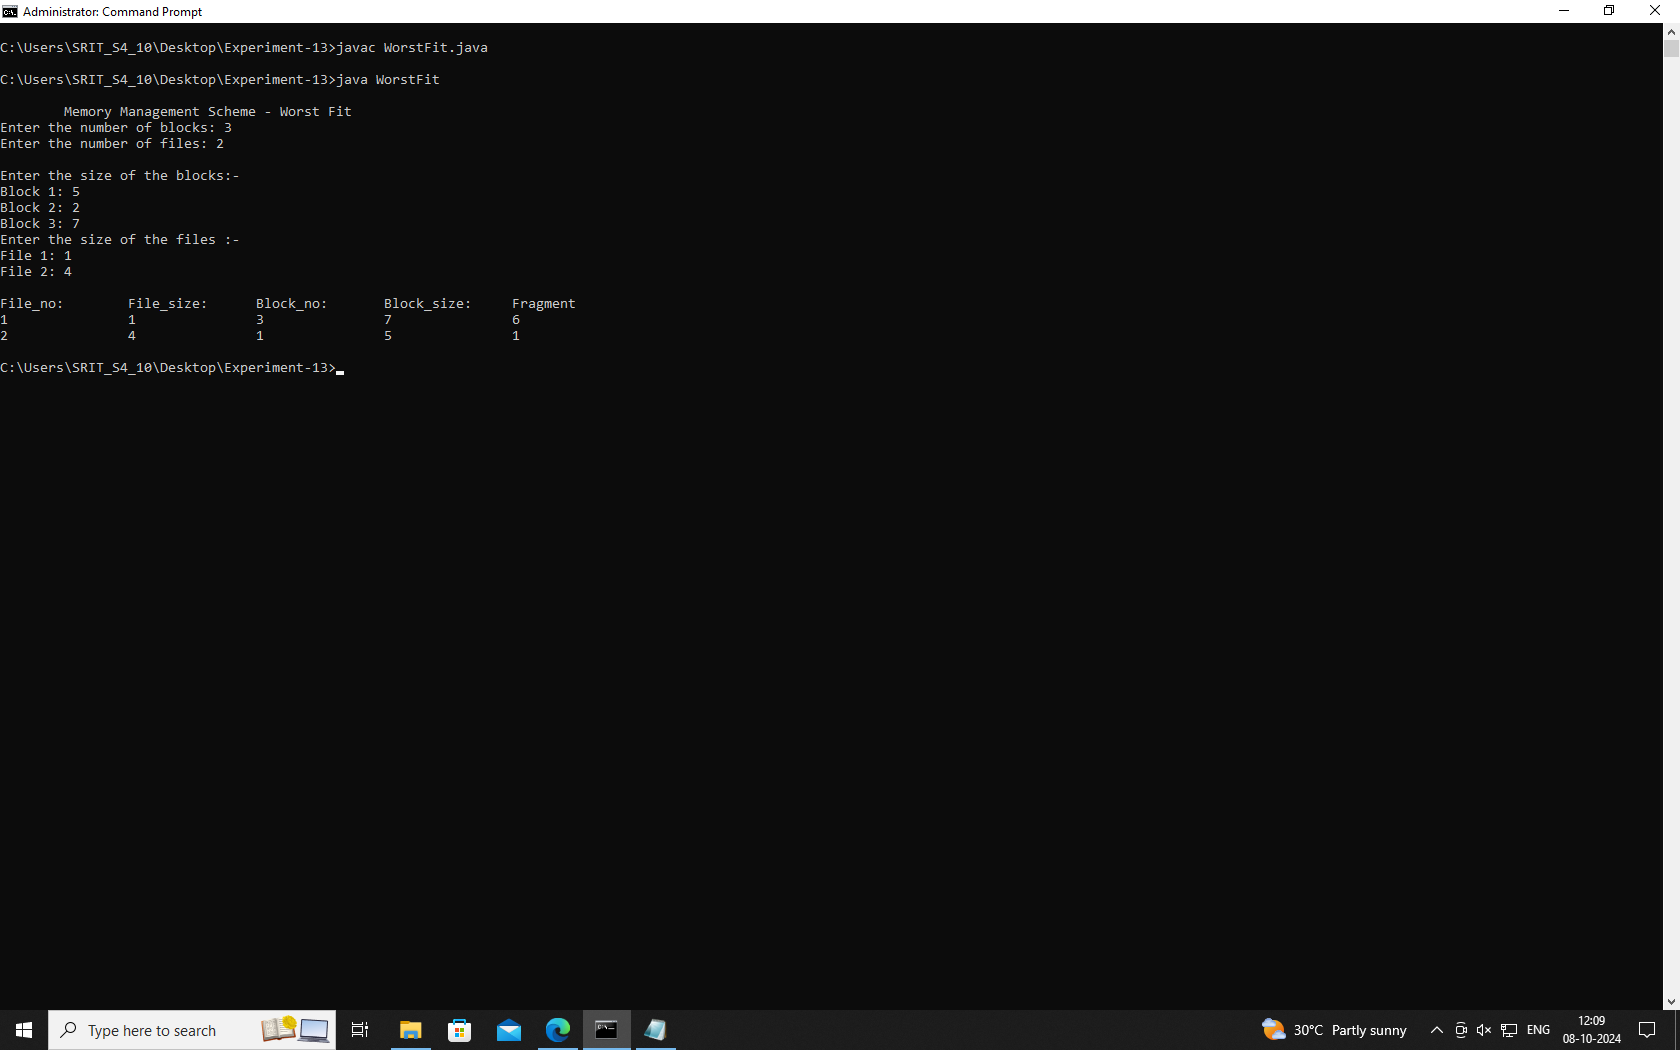 Administrator: Command Prompt
C:\Users\SRIT_S4_10\Desktop\Experiment-13>javac WorstFit.java
C:\Users\SRIT_S4_10\Desktop\Experiment-13>java WorstFit
Memory Management Scheme - Worst Fit
Enter the number of blocks: 3
Enter the number of files: 2
Enter the size of the blocks:-
Block 1: 5
Block 2: 2
Block 3: 7
Enter the size of the files :-
File 1: 1
File 2: 4
File_no: File_size: Block_no: Block_size: Fragment
1 1 3 7 6
2 4 1 5 1
C:\Users\SRIT_S4_10\Desktop\Experiment-13>
Type here to search 30°C Partly sunny ENG 12:09
08-10-2024